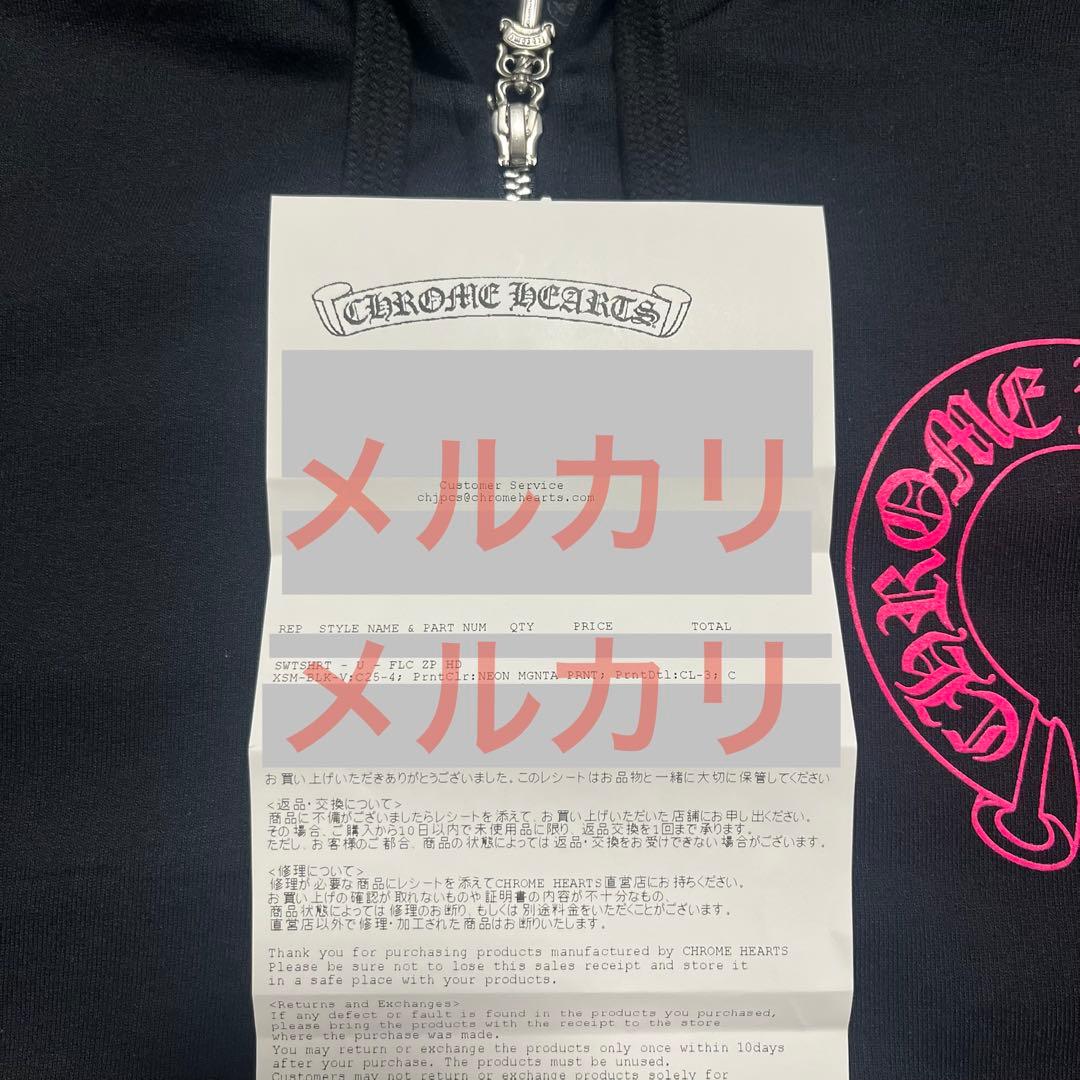 CHROME HEARTS
メルカリ
Customer Service
chjpcs@chromehearts.com
REP STYLE NAME & PART NUM QTY PRICE TOTAL
メルカリ
SWTSHRT - U - FLC ZP HD
XSM-BLK-V:C25-4; PrntClr:NEON MGNTA PRNT; PrntDtl:CL-3; C
お買い上げいただきありがとうございました。このレシートはお品物と一緒に大切に保管してください
<返品・交換について>
商品に不備がございましたらレシートを添えて、お買い上げいただいた店舗にお申し出ください。
その場合、ご購入から10日以内で未使用品に限り、返品交換を1回まで承ります。
ただし、お客様のご都合、商品の状態によっては返品・交換をお受けできない場合がございます。
<修理について>
修理が必要な商品にレシートを添えてCHROME HEARTS直営店にお持ちください。
お買い上げの確認が取れないものや証明書の内容が不十分なもの、
商品状態によっては修理のお断り、もしくは別途料金をいただくことがございます。
直営店以外で修理・加工された商品はお断りいたします。
Thank you for purchasing products manufactured by CHROME HEARTS
Please be sure not to lose this sales receipt and store it
in a safe place with your products.
<Returns and Exchanges>
If any defect or fault is found in the products you purchased,
please bring the products with the receipt to the store
where the purchase was made.
You may return or exchange the products only once within 10days
after your purchase. The products must be unused.
Customers may not return or exchange products solely for
CHROME